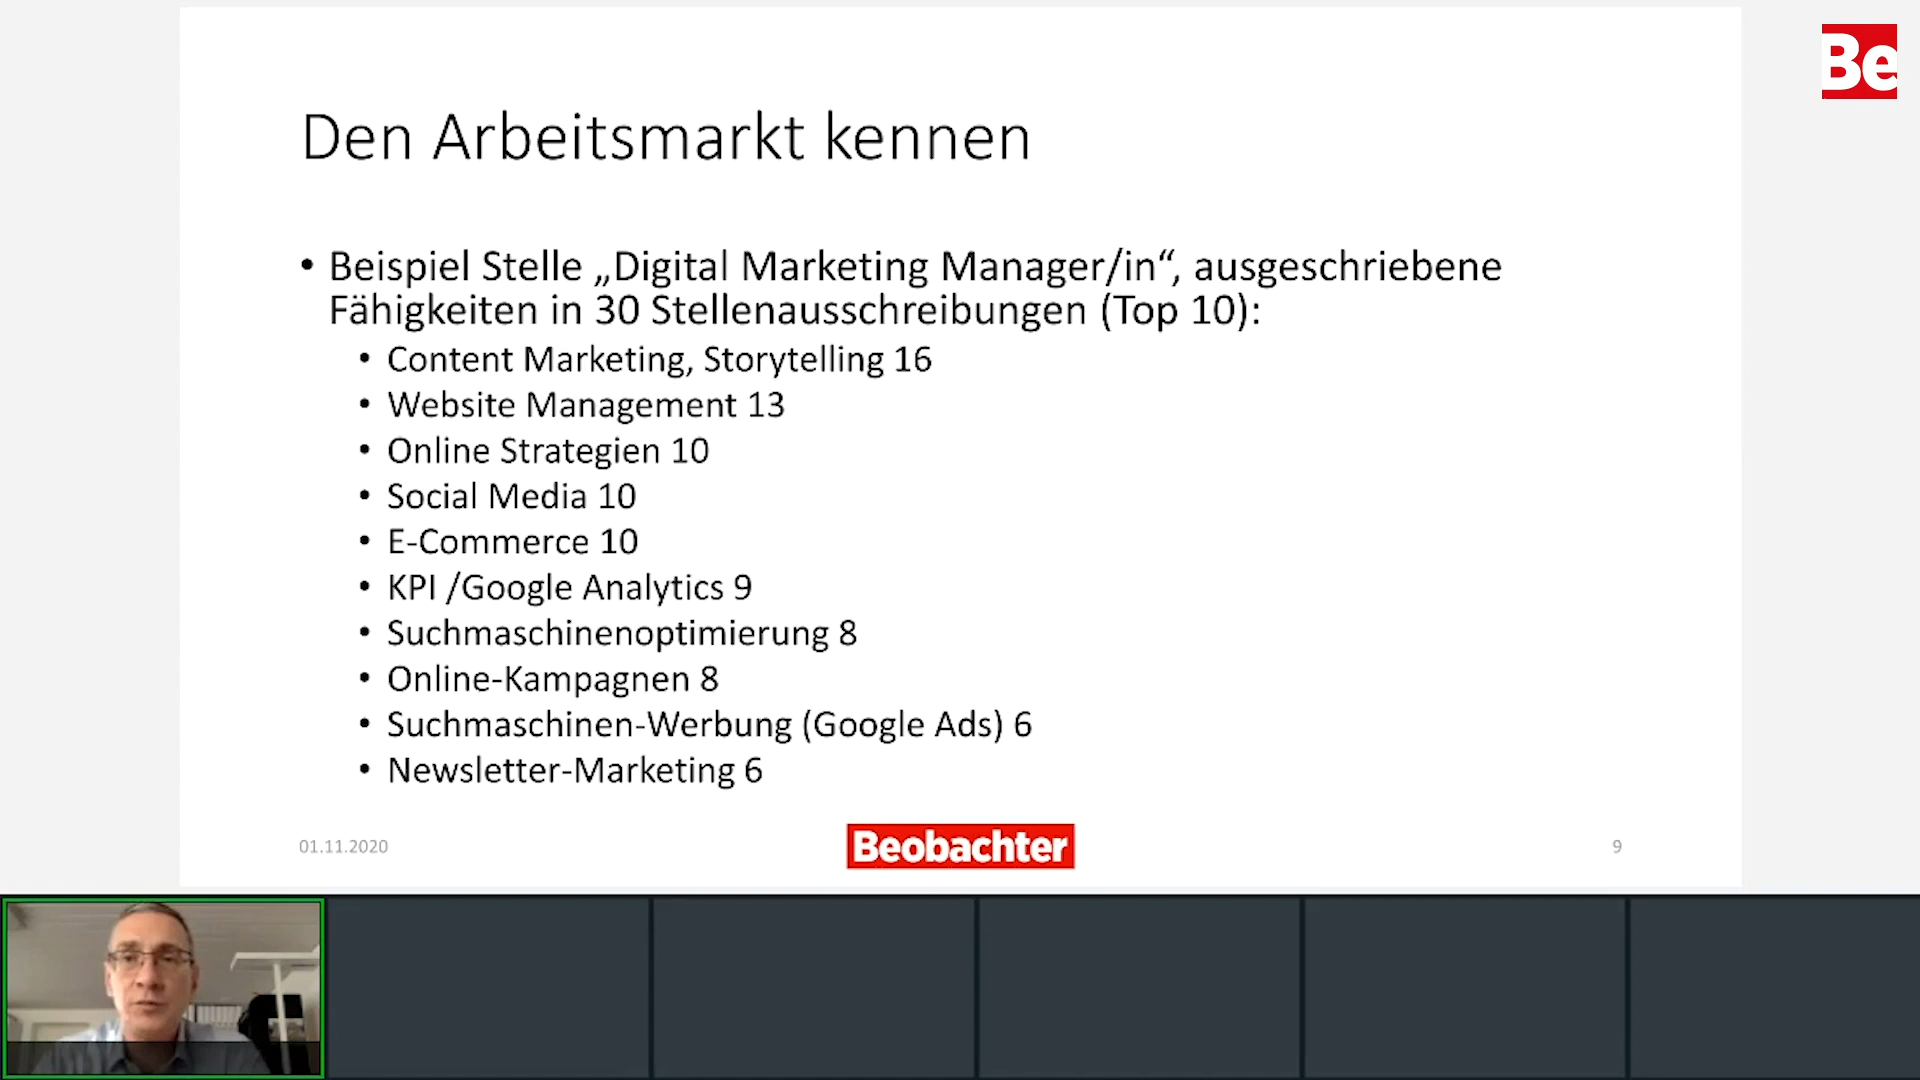 Be
Den Arbeitsmarkt kennen
• Beispiel Stelle „Digital Marketing Manager/in“, ausgeschriebene
Fähigkeiten in 30 Stellenausschreibungen (Top 10):
• Content Marketing, Storytelling 16
• Website Management 13
• Online Strategien 10
• Social Media 10
• E-Commerce 10
• KPI /Google Analytics 9
• Suchmaschinenoptimierung 8
• Online-Kampagnen 8
• Suchmaschinen-Werbung (Google Ads) 6
• Newsletter-Marketing 6
01.11.2020
Beobachter
9